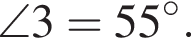 ∠3 = 55°.